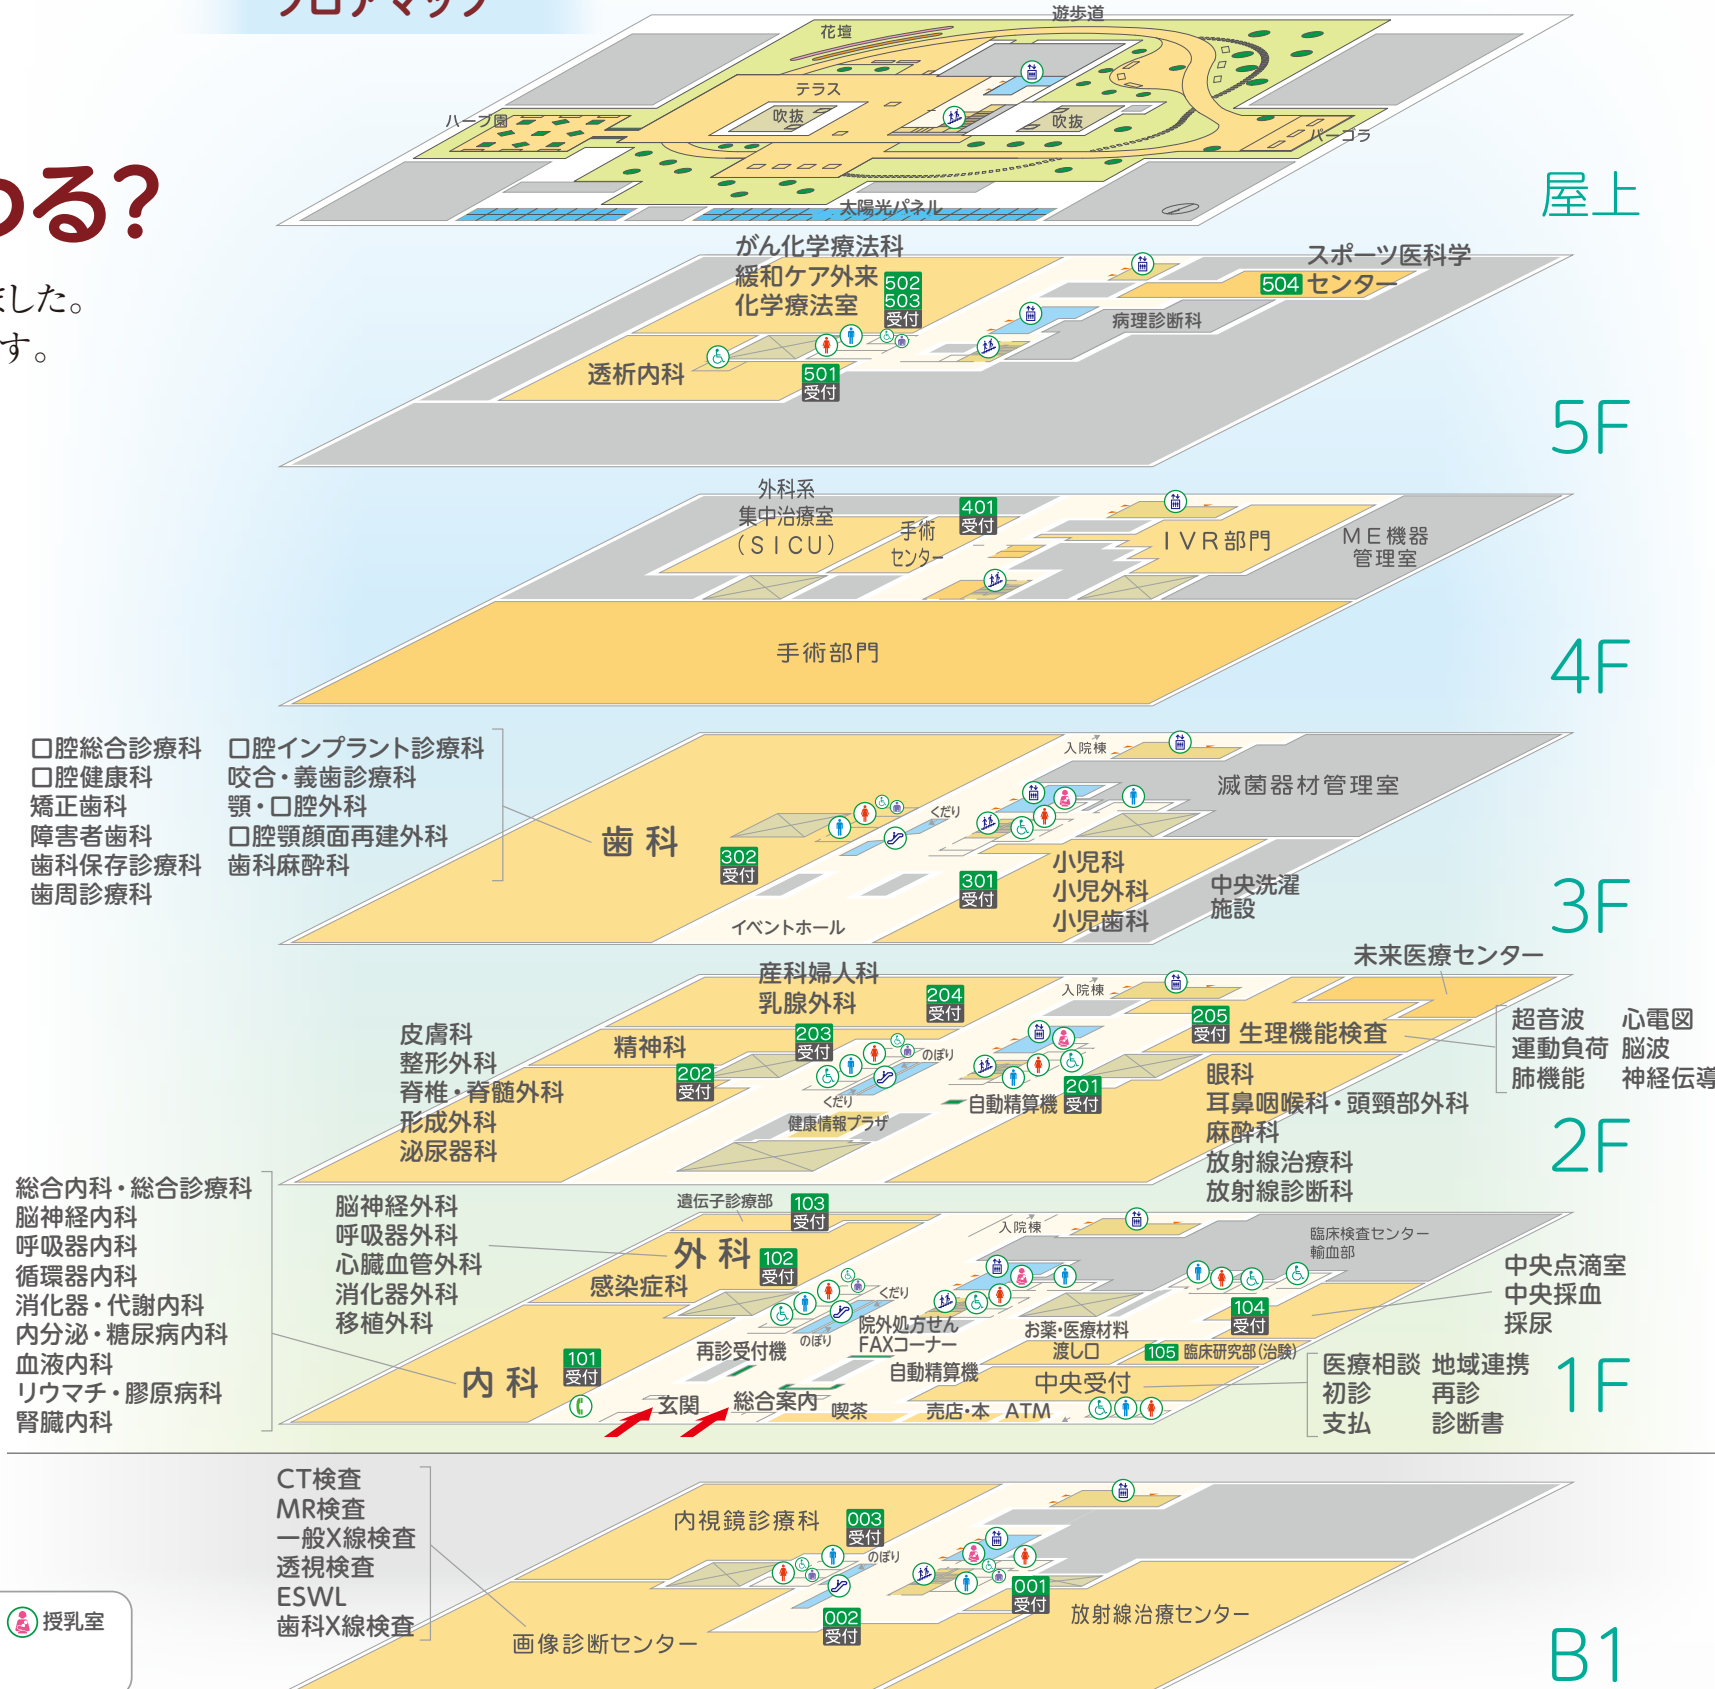 フロアマップ
わる?
ました。
す。
屋上
遊歩道
花壇
テラス
吹抜
吹抜
ハーブ園
パーゴラ
太陽光パネル
5F
がん化学療法科
緩和ケア外来
化学療法室
502
503
受付
スポーツ医科学
504 センター
病理診断科
透析内科
501
受付
4F
外科系
集中治療室
(SICU)
手術
センター
401
受付
IVR部門
ME機器
管理室
手術部門
3F
口腔総合診療科 口腔インプラント診療科
口腔健康科 咬合・義歯診療科
矯正歯科 顎・口腔外科
障害者歯科 口腔顎顔面再建外科
歯科保存診療科 歯科麻酔科
歯周診療科
歯科
302
受付
入院棟
くだり
滅菌器材管理室
301
受付
小児科
小児外科
小児歯科
中央洗濯
施設
イベントホール
2F
産科婦人科
乳腺外科
204
受付
入院棟
未来医療センター
皮膚科
整形外科
脊椎・脊髄外科
形成外科
泌尿器科
精神科
203
受付
202
受付
のぼり
くだり
健康情報プラザ
自動精算機
201
受付
205
受付
生理機能検査
超音波 心電図
運動負荷 脳波
肺機能 神経伝導
眼科
耳鼻咽喉科・頭頸部外科
麻酔科
放射線治療科
放射線診断科
1F
総合内科・総合診療科
脳神経内科
呼吸器内科
循環器内科
消化器・代謝内科
内分泌・糖尿病内科
血液内科
リウマチ・膠原病科
腎臓内科
脳神経外科
呼吸器外科
心臓血管外科
消化器外科
移植外科
遺伝子診療部
103
受付
外科
102
受付
感染症科
内科
101
受付
入院棟
くだり
のぼり
再診受付機
院外処方せん
FAXコーナー
自動精算機
玄関
総合案内
喫茶
売店・本
ATM
お薬・医療材料
渡し口
中央受付
104
受付
105 臨床研究部(治験)
臨床検査センター
輸血部
中央点滴室
中央採血
採尿
医療相談 地域連携
初診 再診
支払 診断書
B1
CT検査
MR検査
一般X線検査
透視検査
ESWL
歯科X線検査
内視鏡診療科
003
受付
のぼり
002
受付
001
受付
画像診断センター
放射線治療センター
授乳室